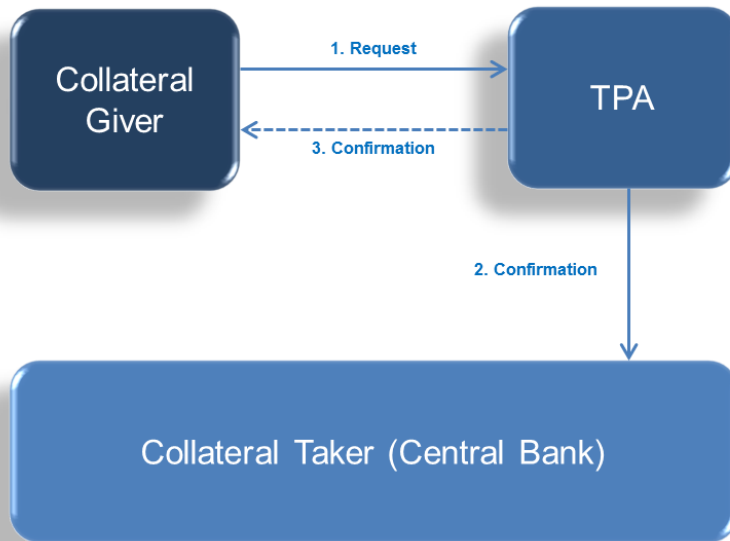 1. Request
Collateral
Giver
TPA
3. Confirmation
2. Confirmation
Collateral Taker (Central Bank)